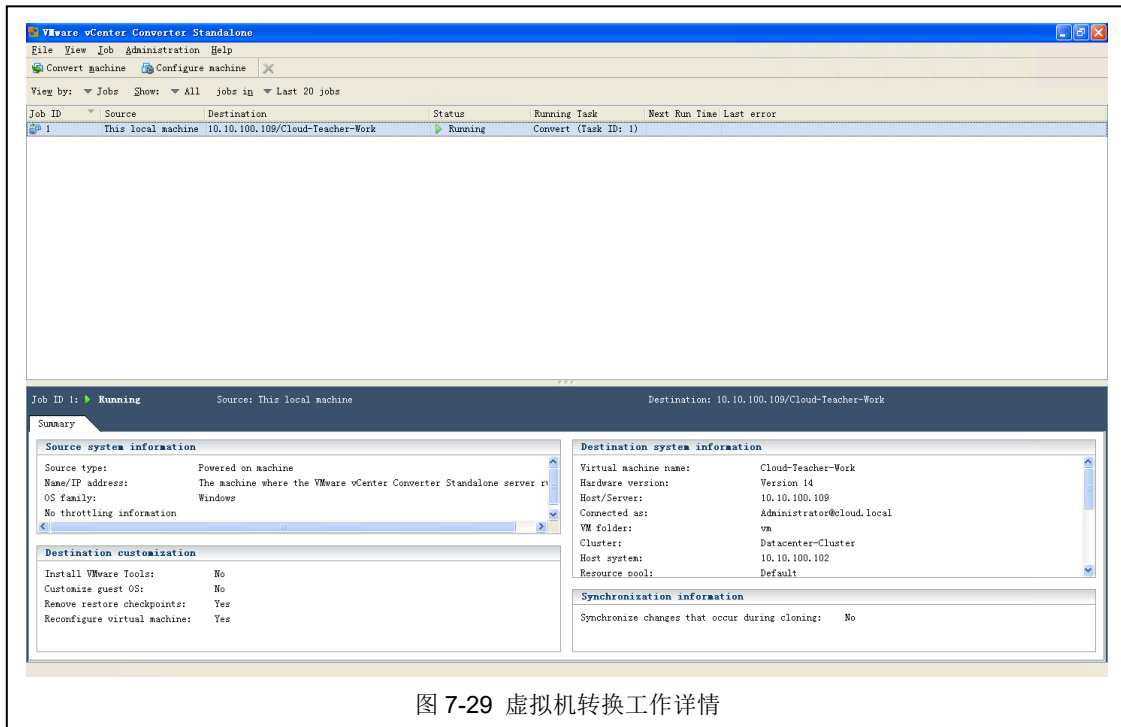 VMware vCenter Converter Standalone
File View Job Administration Help
Convert machine Configure machine
View by: Jobs Show: All jobs in Last 20 jobs
Job ID Source Destination Status Running Task Next Run Time Last error
1 This local machine 10.10.100.109/Cloud-Teacher-Work Running Convert (Task ID: 1)
Job ID 1: Running Source: This local machine Destination: 10.10.100.109/Cloud-Teacher-Work
Summary
Source system information
Source type: Powered on machine
Name/IP address: The machine where the VMware vCenter Converter Standalone server
OS family: Windows
No throttling information
Destination customization
Install VMware Tools: No
Customize guest OS: No
Remove restore checkpoints: Yes
Reconfigure virtual machine: Yes
Destination system information
Virtual machine name: Cloud-Teacher-Work
Hardware version: Version 14
Host/Server: 10.10.100.109
Connected as: Administrator@cloud.local
VM folder: vm
Cluster: Datacenter-Cluster
Host system: 10.10.100.102
Resource pool: Default
Synchronization information
Synchronize changes that occur during cloning: No
图 7-29 虚拟机转换工作详情